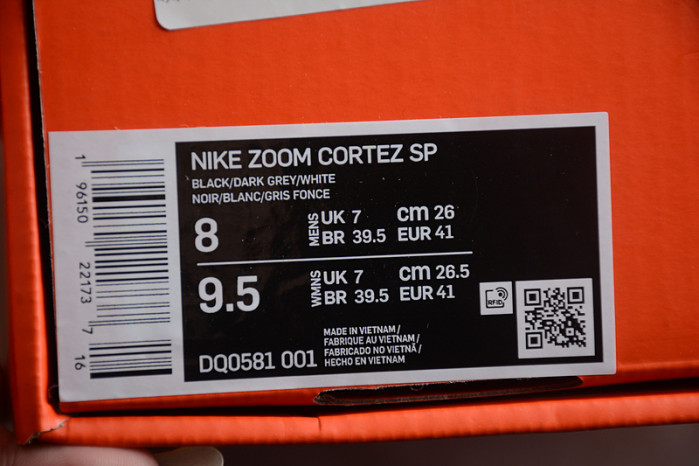 NIKE ZOOM CORTEZ SP
BLACK/DARK GREY/WHITE
NOIR/BLANC/GRIS FONCE
8 MENS UK 7 cm 26
BR 39.5 EUR 41
9.5 WMNS UK 7 cm 26.5
BR 39.5 EUR 41
RFID
MADE IN VIETNAM /
FABRIQUE AU VIETNAM /
FABRICADO NO VIETNÃ /
HECHO EN VIETNAM
DQ0581 001
1 96150 22173 7 16